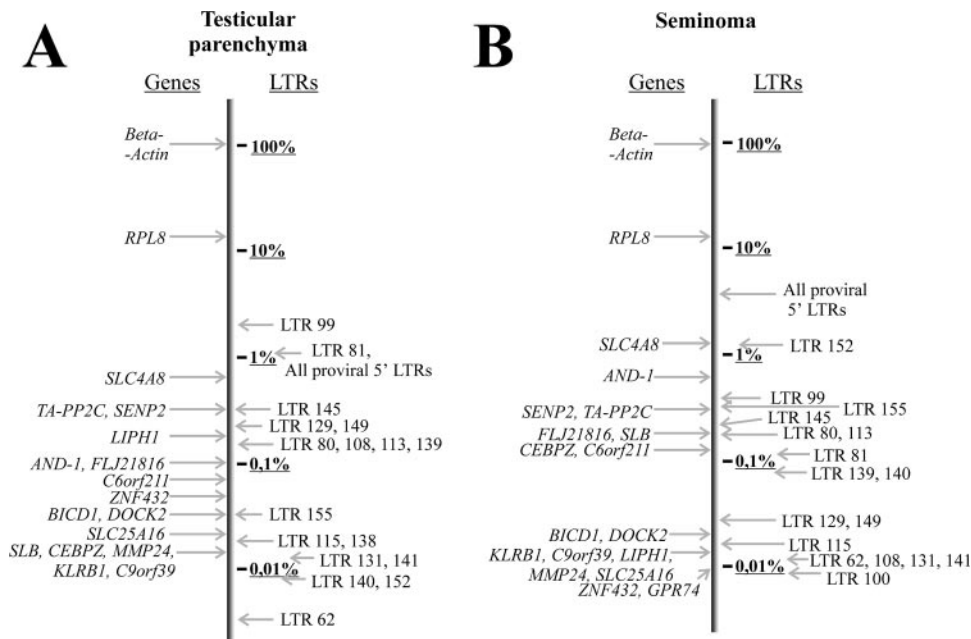 A
Testicular
parenchyma
Genes
LTRs
Beta-
-Actin
100%
RPL8
10%
LTR 99
1%
LTR 81,
All proviral 5' LTRs
SLC4A8
TA-PP2C, SENP2
LTR 145
LTR 129, 149
LIPH1
LTR 80, 108, 113, 139
AND-1, FLJ21816
0,1%
C6orf211
ZNF432
BICD1, DOCK2
LTR 155
SLC25A16
LTR 115, 138
SLB, CEBPZ, MMP24,
KLRB1, C9orf39
LTR 131, 141
0,01%
LTR 140, 152
LTR 62
B
Seminoma
Genes
LTRs
Beta-
-Actin
100%
RPL8
10%
All proviral
5' LTRs
SLC4A8
LTR 152
1%
AND-1
LTR 99
SENP2, TA-PP2C
LTR 155
LTR 145
FLJ21816, SLB
LTR 80, 113
CEBPZ, C6orf211
LTR 81
0,1%
LTR 139, 140
LTR 129, 149
BICD1, DOCK2
LTR 115
KLRB1, C9orf39, LIPH1,
MMP24, SLC25A16
ZNF432, GPR74
LTR 62, 108, 131, 141
0,01%
LTR 100